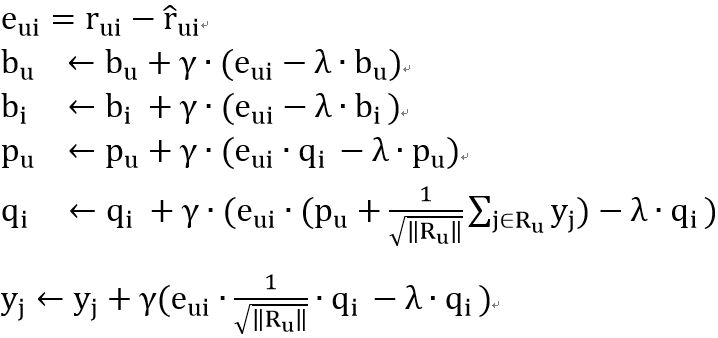 e_ui = r_ui − r̂_ui↵
b_u ← b_u + γ · (e_ui − λ · b_u)↵
b_i ← b_i + γ · (e_ui − λ · b_i)↵
p_u ← p_u + γ · (e_ui · q_i − λ · p_u)↵
q_i ← q_i + γ · (e_ui · (p_u + 1/√‖R_u‖ ∑_{j∈R_u} y_j) − λ · q_i)
y_j ← y_j + γ(e_ui · 1/√‖R_u‖ · q_i − λ · q_i)↵